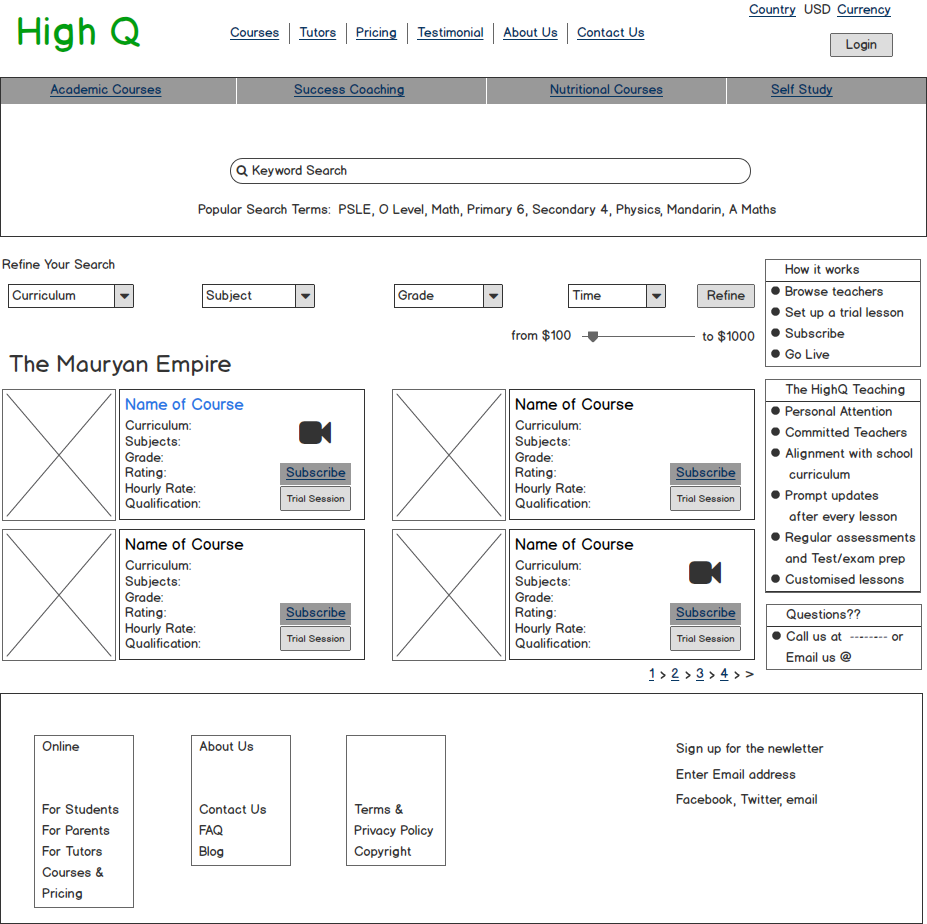 Country USD Currency
High Q
Courses Tutors Pricing Testimonial About Us Contact Us
Login
Academic Courses Success Coaching Nutritional Courses Self Study
Keyword Search
Popular Search Terms: PSLE, O Level, Math, Primary 6, Secondary 4, Physics, Mandarin, A Maths
Refine Your Search
Curriculum Subject Grade Time Refine
from $100 to $1000
The Mauryan Empire
Name of Course
Curriculum:
Subjects:
Grade:
Rating:
Hourly Rate:
Qualification:
Subscribe
Trial Session
Name of Course
Curriculum:
Subjects:
Grade:
Rating:
Hourly Rate:
Qualification:
Subscribe
Trial Session
Name of Course
Curriculum:
Subjects:
Grade:
Rating:
Hourly Rate:
Qualification:
Subscribe
Trial Session
Name of Course
Curriculum:
Subjects:
Grade:
Rating:
Hourly Rate:
Qualification:
Subscribe
Trial Session
1 > 2 > 3 > 4 > >
How it works
Browse teachers
Set up a trial lesson
Subscribe
Go Live
The HighQ Teaching
Personal Attention
Committed Teachers
Alignment with school
curriculum
Prompt updates
after every lesson
Regular assessments
and Test/exam prep
Customised lessons
Questions??
Call us at -------- or
Email us @
Online
For Students
For Parents
For Tutors
Courses &
Pricing
About Us
Contact Us
FAQ
Blog
Terms &
Privacy Policy
Copyright
Sign up for the newletter
Enter Email address
Facebook, Twitter, email